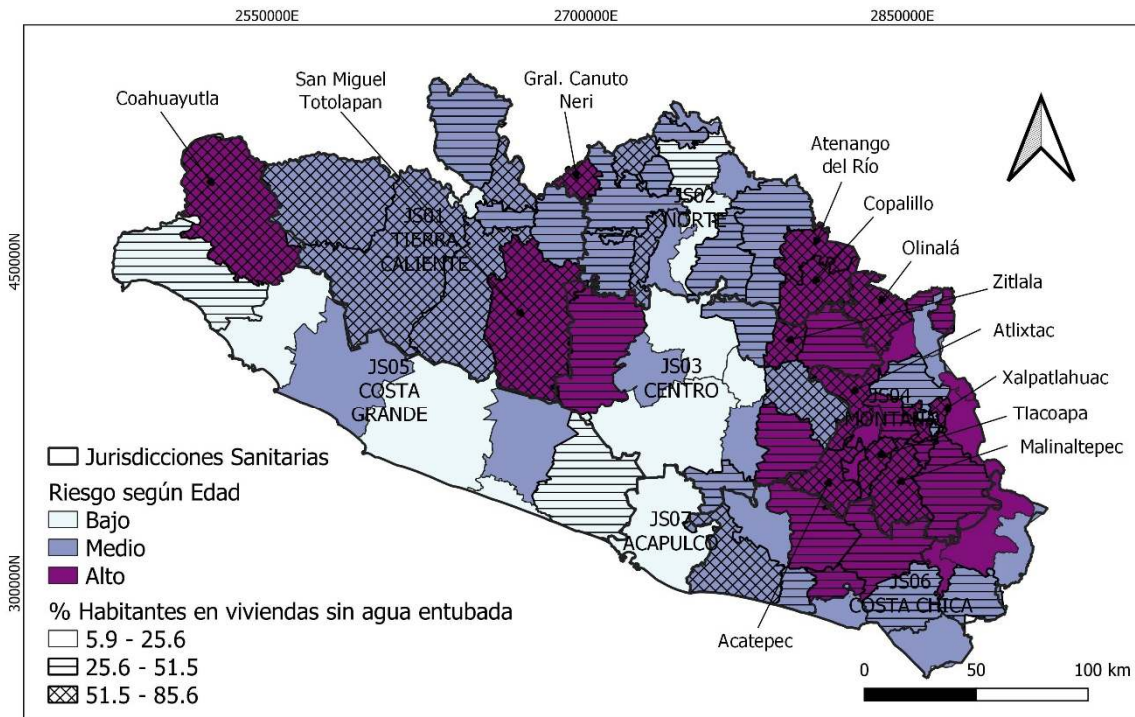 2550000E
2700000E
2850000E
4500000N
3000000N
San Miguel
Totolapan
Gral. Canuto
Neri
Coahuayutla
Atenango
del Río
Copalillo
Olinalá
Zitlala
Atlixtac
Xalpatlahuac
Tlacoapa
Malinaltepec
Acatepec
JS01
TIERRA
CALIENTE
JS02
NORTE
JS03
CENTRO
JS04
MONTAÑA
JS05
COSTA
GRANDE
JS07
ACAPULCO
JS06
COSTA CHICA
Jurisdicciones Sanitarias
Riesgo según Edad
Bajo
Medio
Alto
% Habitantes en viviendas sin agua entubada
5.9 - 25.6
25.6 - 51.5
51.5 - 85.6
0 50 100 km